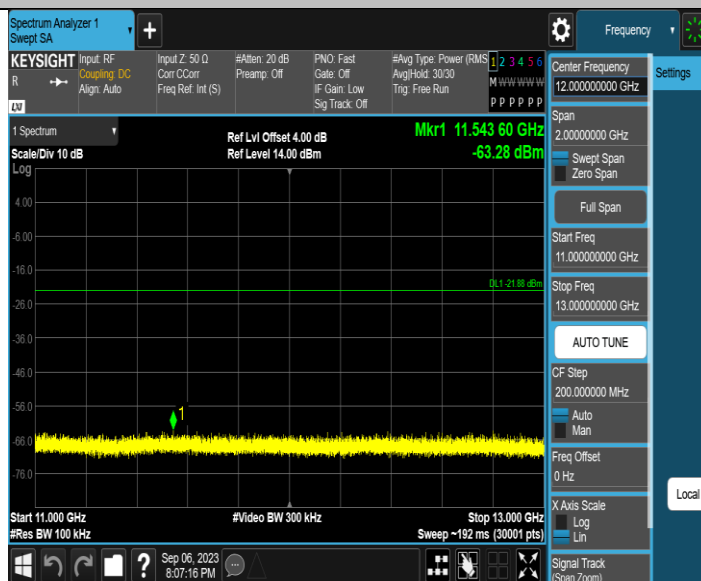 Spectrum Analyzer 1
Swept SA
+
Frequency
KEYSIGHT
R
LXI
Input: RF
Coupling: DC
Align: Auto
Input Z: 50 Ω
Corr CCorr
Freq Ref: Int (S)
#Atten: 20 dB
Preamp: Off
PNO: Fast
Gate: Off
IF Gain: Low
Sig Track: Off
#Avg Type: Power (RMS
Avg|Hold: 30/30
Trig: Free Run
1 2 3 4 5 6
M W W W W W
P P P P P P
1 Spectrum
Scale/Div 10 dB
Log
Ref Lvl Offset 4.00 dB
Ref Level 14.00 dBm
Mkr1 11.543 60 GHz
-63.28 dBm
4.00
-6.00
-16.0
DL1 -21.88 dBm
-26.0
-36.0
-46.0
-56.0
1
-66.0
-76.0
Start 11.000 GHz
#Res BW 100 kHz
#Video BW 300 kHz
Stop 13.000 GHz
Sweep ~192 ms (30001 pts)
Sep 06, 2023
8:07:16 PM
?
Center Frequency
12.000000000 GHz
Span
2.00000000 GHz
Swept Span
Zero Span
Full Span
Start Freq
11.000000000 GHz
Stop Freq
13.000000000 GHz
AUTO TUNE
CF Step
200.000000 MHz
Auto
Man
Freq Offset
0 Hz
X Axis Scale
Log
Lin
Signal Track
(Span Zoom)
Settings
Local